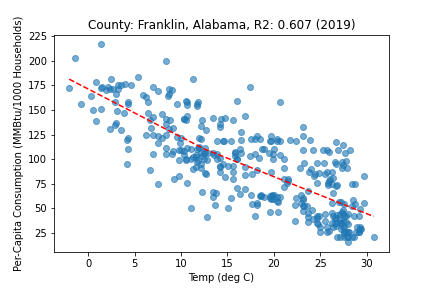 County: Franklin, Alabama, R2: 0.607 (2019)
Per-Capita Consumption (MMBtu/1000 Households)
225
200
175
150
125
100
75
50
25
0 5 10 15 20 25 30
Temp (deg C)